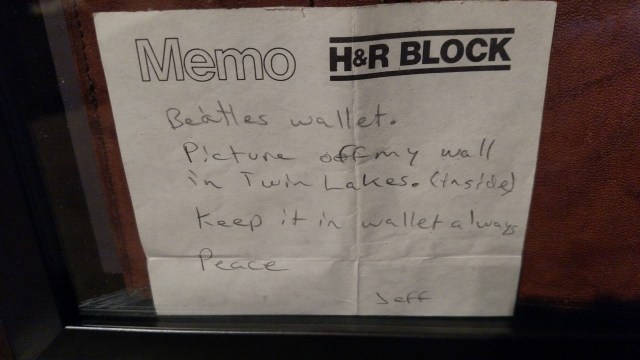 Memo H&R BLOCK
Beatles wallet.
Picture off my wall
in Twin Lakes. (Inside)
Keep it in wallet always
Peace
Jeff